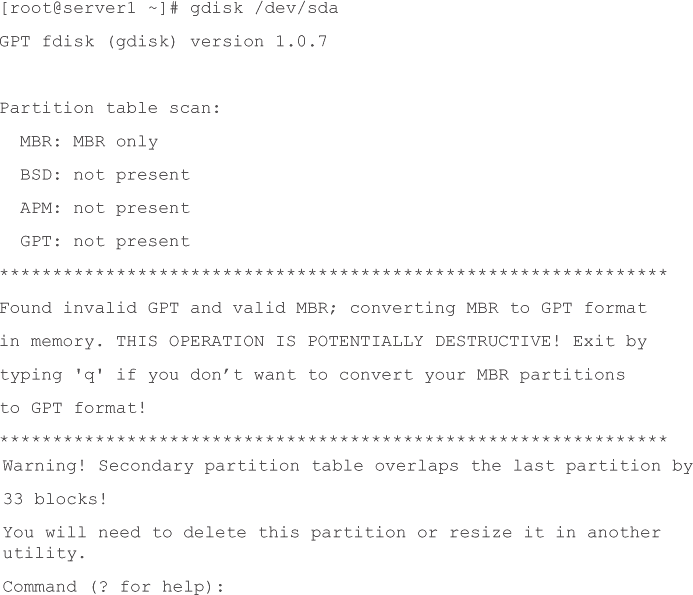 [root@server1 ~]# gdisk /dev/sda
GPT fdisk (gdisk) version 1.0.7
Partition table scan:
MBR: MBR only
BSD: not present
APM: not present
GPT: not present
***************************************************************
Found invalid GPT and valid MBR; converting MBR to GPT format
in memory. THIS OPERATION IS POTENTIALLY DESTRUCTIVE! Exit by
typing 'q' if you don’t want to convert your MBR partitions
to GPT format!
***************************************************************
Warning! Secondary partition table overlaps the last partition by
33 blocks!
You will need to delete this partition or resize it in another
utility.
Command (? for help):